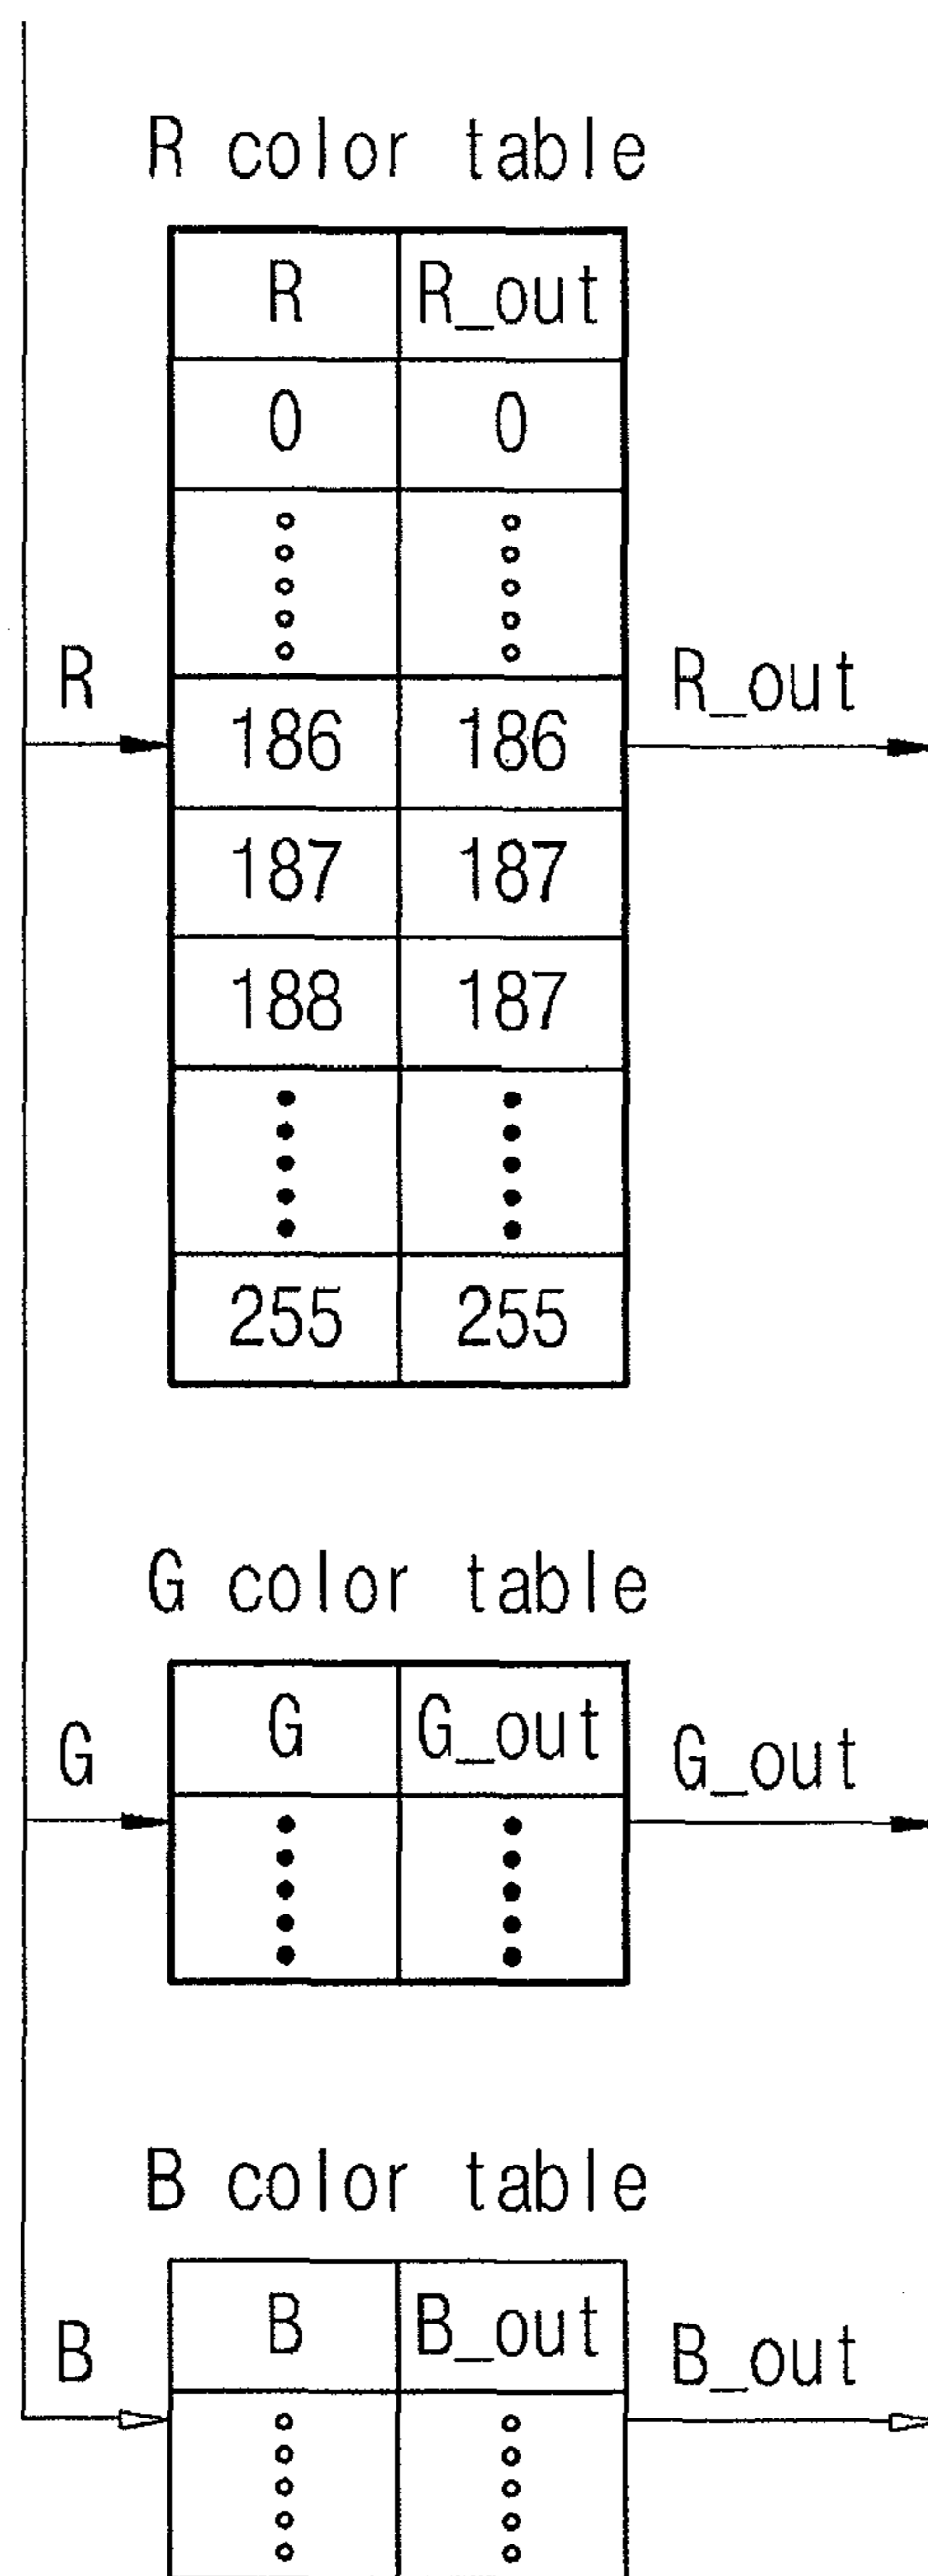 R color table
R R_out
0 0
R 186 186 R_out
187 187
188 187
255 255
G color table
G G_out
G G_out
B color table
B B_out
B B_out